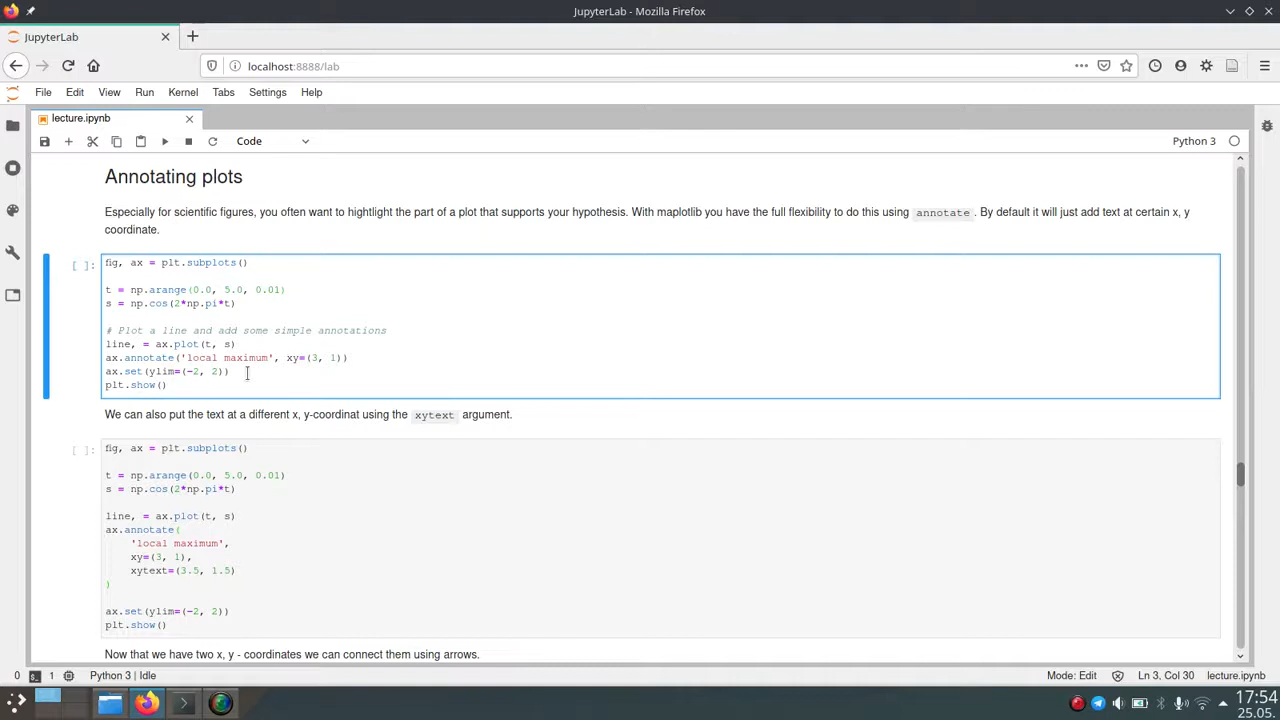 JupyterLab - Mozilla Firefox
JupyterLab
localhost:8888/lab
File Edit View Run Kernel Tabs Settings Help
lecture.ipynb
Code
Python 3
Annotating plots
Especially for scientific figures, you often want to hightlight the part of a plot that supports your hypothesis. With maplotlib you have the full flexibility to do this using annotate. By default it will just add text at certain x, y
coordinate.
[ ]:
fig, ax = plt.subplots()
t = np.arange(0.0, 5.0, 0.01)
s = np.cos(2*np.pi*t)
# Plot a line and add some simple annotations
line, = ax.plot(t, s)
ax.annotate('local maximum', xy=(3, 1))
ax.set(ylim=(-2, 2))
plt.show()
We can also put the text at a different x, y-coordinat using the xytext argument.
[ ]:
fig, ax = plt.subplots()
t = np.arange(0.0, 5.0, 0.01)
s = np.cos(2*np.pi*t)
line, = ax.plot(t, s)
ax.annotate(
'local maximum',
xy=(3, 1),
xytext=(3.5, 1.5)
)
ax.set(ylim=(-2, 2))
plt.show()
Now that we have two x, y - coordinates we can connect them using arrows.
0 1 Python 3 | Idle
Mode: Edit Ln 3, Col 30 lecture.ipynb
17:54
25.05.